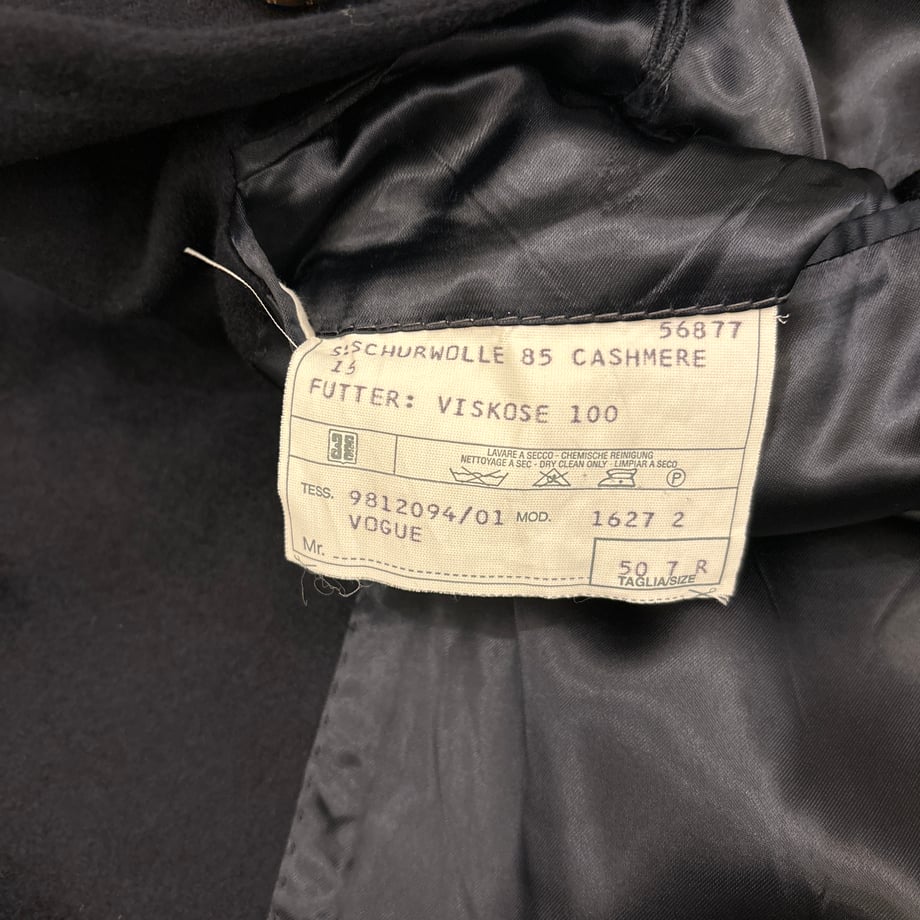 56877
SCHURWOLLE 85 CASHMERE
15
FUTTER: VISKOSE 100
LAVARE A SECCO - CHEMISCHE REINIGUNG
NETTOYAGE A SEC - DRY CLEAN ONLY - LIMPIAR A SECO
P
TESS. 9812094/01 MOD. 1627 2
VOGUE
Mr.
50 7 R
TAGLIA/SIZE